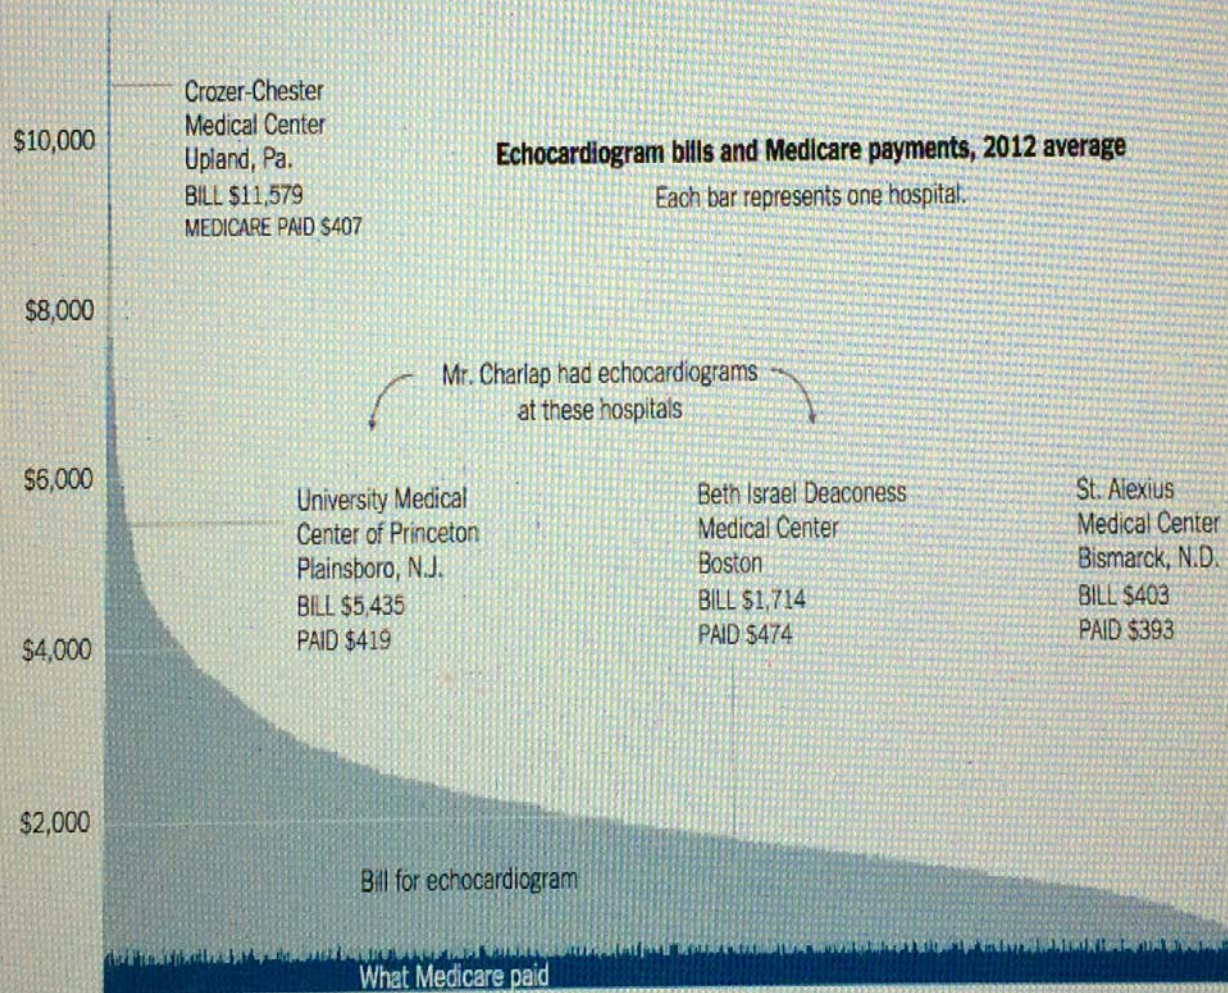 Crozer-Chester
Medical Center
Upland, Pa.
BILL $11,579
MEDICARE PAID $407
$10,000
Echocardiogram bills and Medicare payments, 2012 average
Each bar represents one hospital.
$8,000
Mr. Charlap had echocardiograms
at these hospitals
$6,000
University Medical
Center of Princeton
Plainsboro, N.J.
BILL $5,435
PAID $419
Beth Israel Deaconess
Medical Center
Boston
BILL $1,714
PAID $474
St. Alexius
Medical Center
Bismarck, N.D.
BILL $403
PAID $393
$4,000
$2,000
Bill for echocardiogram
What Medicare paid